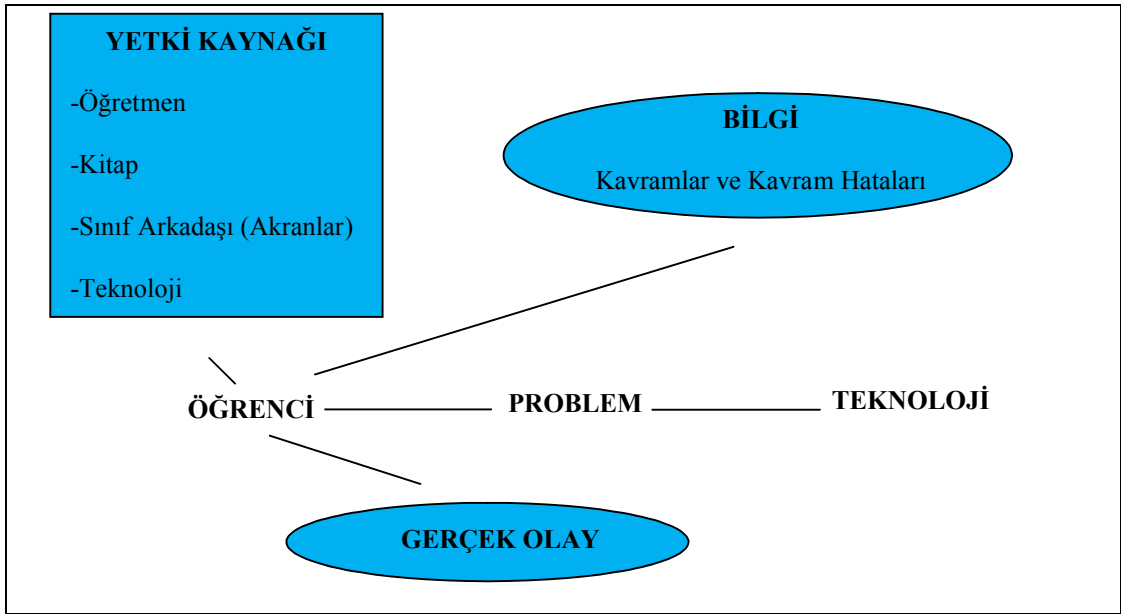 YETKİ KAYNAĞI
-Öğretmen
-Kitap
-Sınıf Arkadaşı (Akranlar)
-Teknoloji
BİLGİ
Kavramlar ve Kavram Hataları
ÖĞRENCİ
PROBLEM
TEKNOLOJİ
GERÇEK OLAY